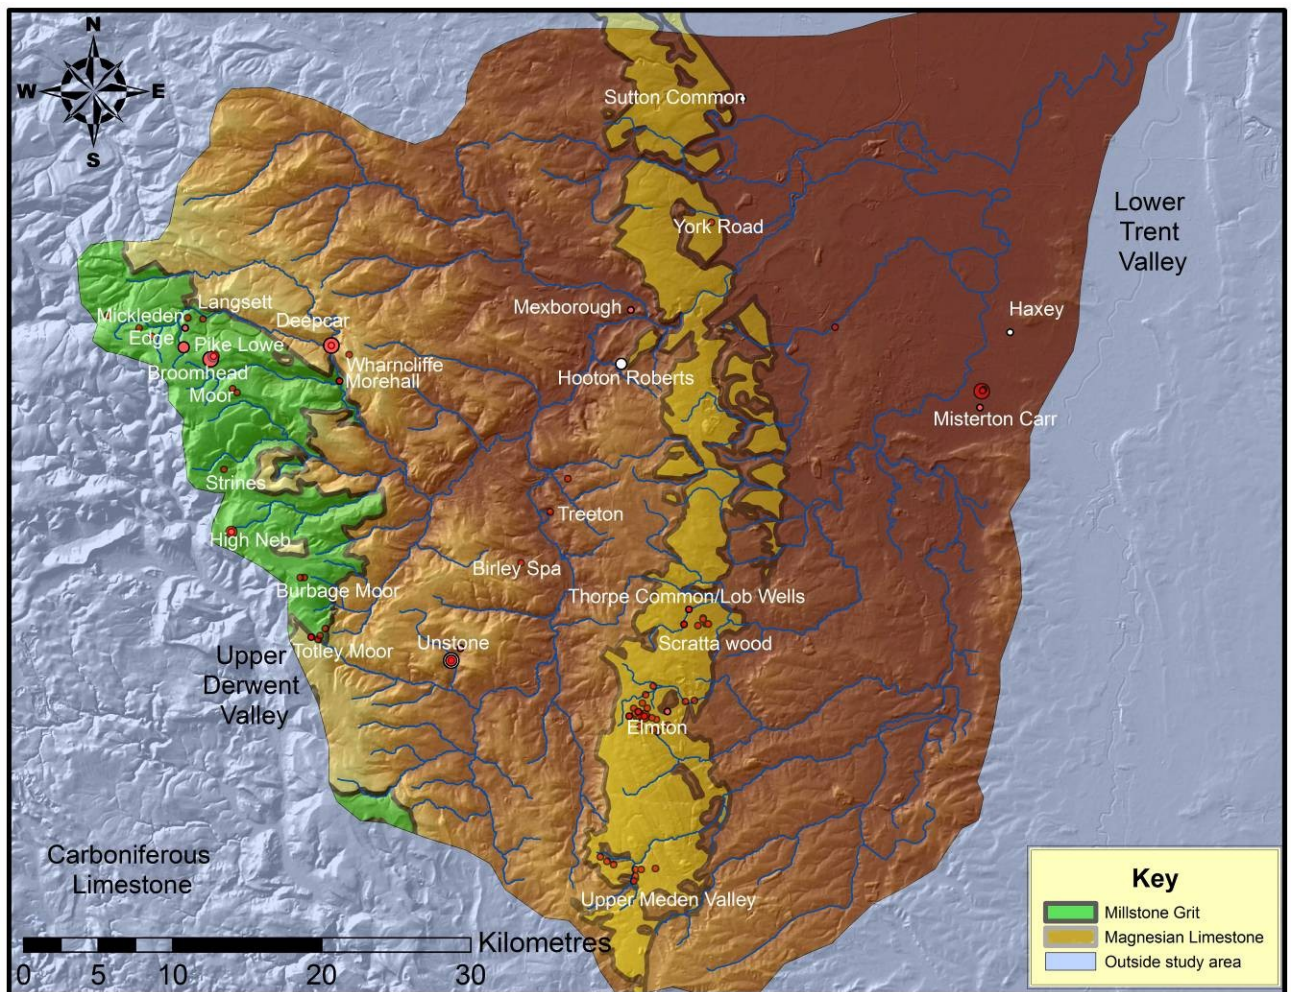 N
W E
S
Sutton Common
Lower
Trent
Valley
York Road
Langsett
Mickleden
Edge
Deepcar
Mexborough
Haxey
Pike Lowe
Wharncliffe
Broomhead
Moor
Morehall
Hooton Roberts
Misterton Carr
Strines
Treeton
High Neb
Birley Spa
Burbage Moor
Thorpe Common/Lob Wells
Totley Moor
Unstone
Scratta wood
Upper
Derwent
Valley
Elmton
Carboniferous
Limestone
Upper Meden Valley
Kilometres
0 5 10 20 30
Key
Millstone Grit
Magnesian Limestone
Outside study area